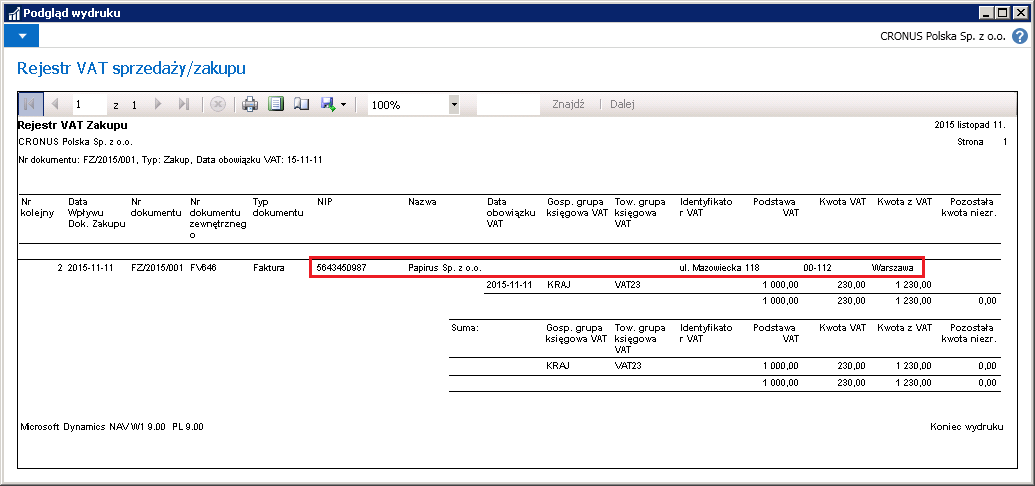 Podgląd wydruku
CRONUS Polska Sp. z o.o.
Rejestr VAT sprzedaży/zakupu
1 z 1 100% Znajdź Dalej
Rejestr VAT Zakupu 2015 listopad 11.
CRONUS Polska Sp. z o.o. Strona 1
Nr dokumentu: FZ/2015/001, Typ: Zakup, Data obowiązku VAT: 15-11-11
Nr Data Nr Nr Typ NIP Nazwa Data Gosp. grupa Tow. grupa Identyfikato Podstawa Kwota VAT Kwota z VAT Pozostała
kolejny Wpływu dokumentu dokumentu dokumentu obowiązku księgowa VAT księgowa r VAT VAT kwota niezr.
Dok. Zakupu zewnętrzneg VAT VAT
o
2 2015-11-11 FZ/2015/001 FV646 Faktura 5643450987 Papirus Sp. z o.o. ul. Mazowiecka 118 00-112 Warszawa
2015-11-11 KRAJ VAT23 1 000,00 230,00 1 230,00
1 000,00 230,00 1 230,00 0,00
Suma: Gosp. grupa Tow. grupa Identyfikato Podstawa Kwota VAT Kwota z VAT Pozostała
księgowa VAT księgowa r VAT VAT kwota niezr.
VAT
KRAJ VAT23 1 000,00 230,00 1 230,00 0,00
1 000,00 230,00 1 230,00 0,00
Microsoft Dynamics NAV W1 9.00 PL 9.00 Koniec wydruku